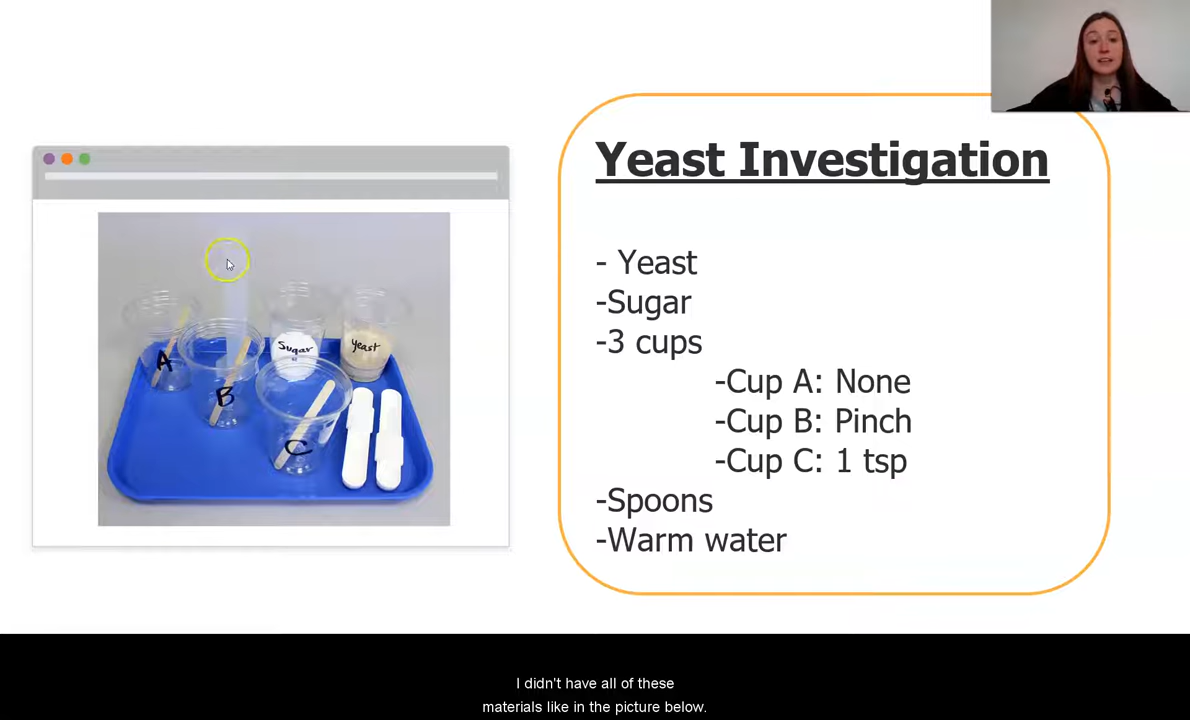 Yeast Investigation
- Yeast
-Sugar
-3 cups
-Cup A: None
-Cup B: Pinch
-Cup C: 1 tsp
-Spoons
-Warm water
A
B
C
Sugar
Yeast
I didn't have all of these
materials like in the picture below.